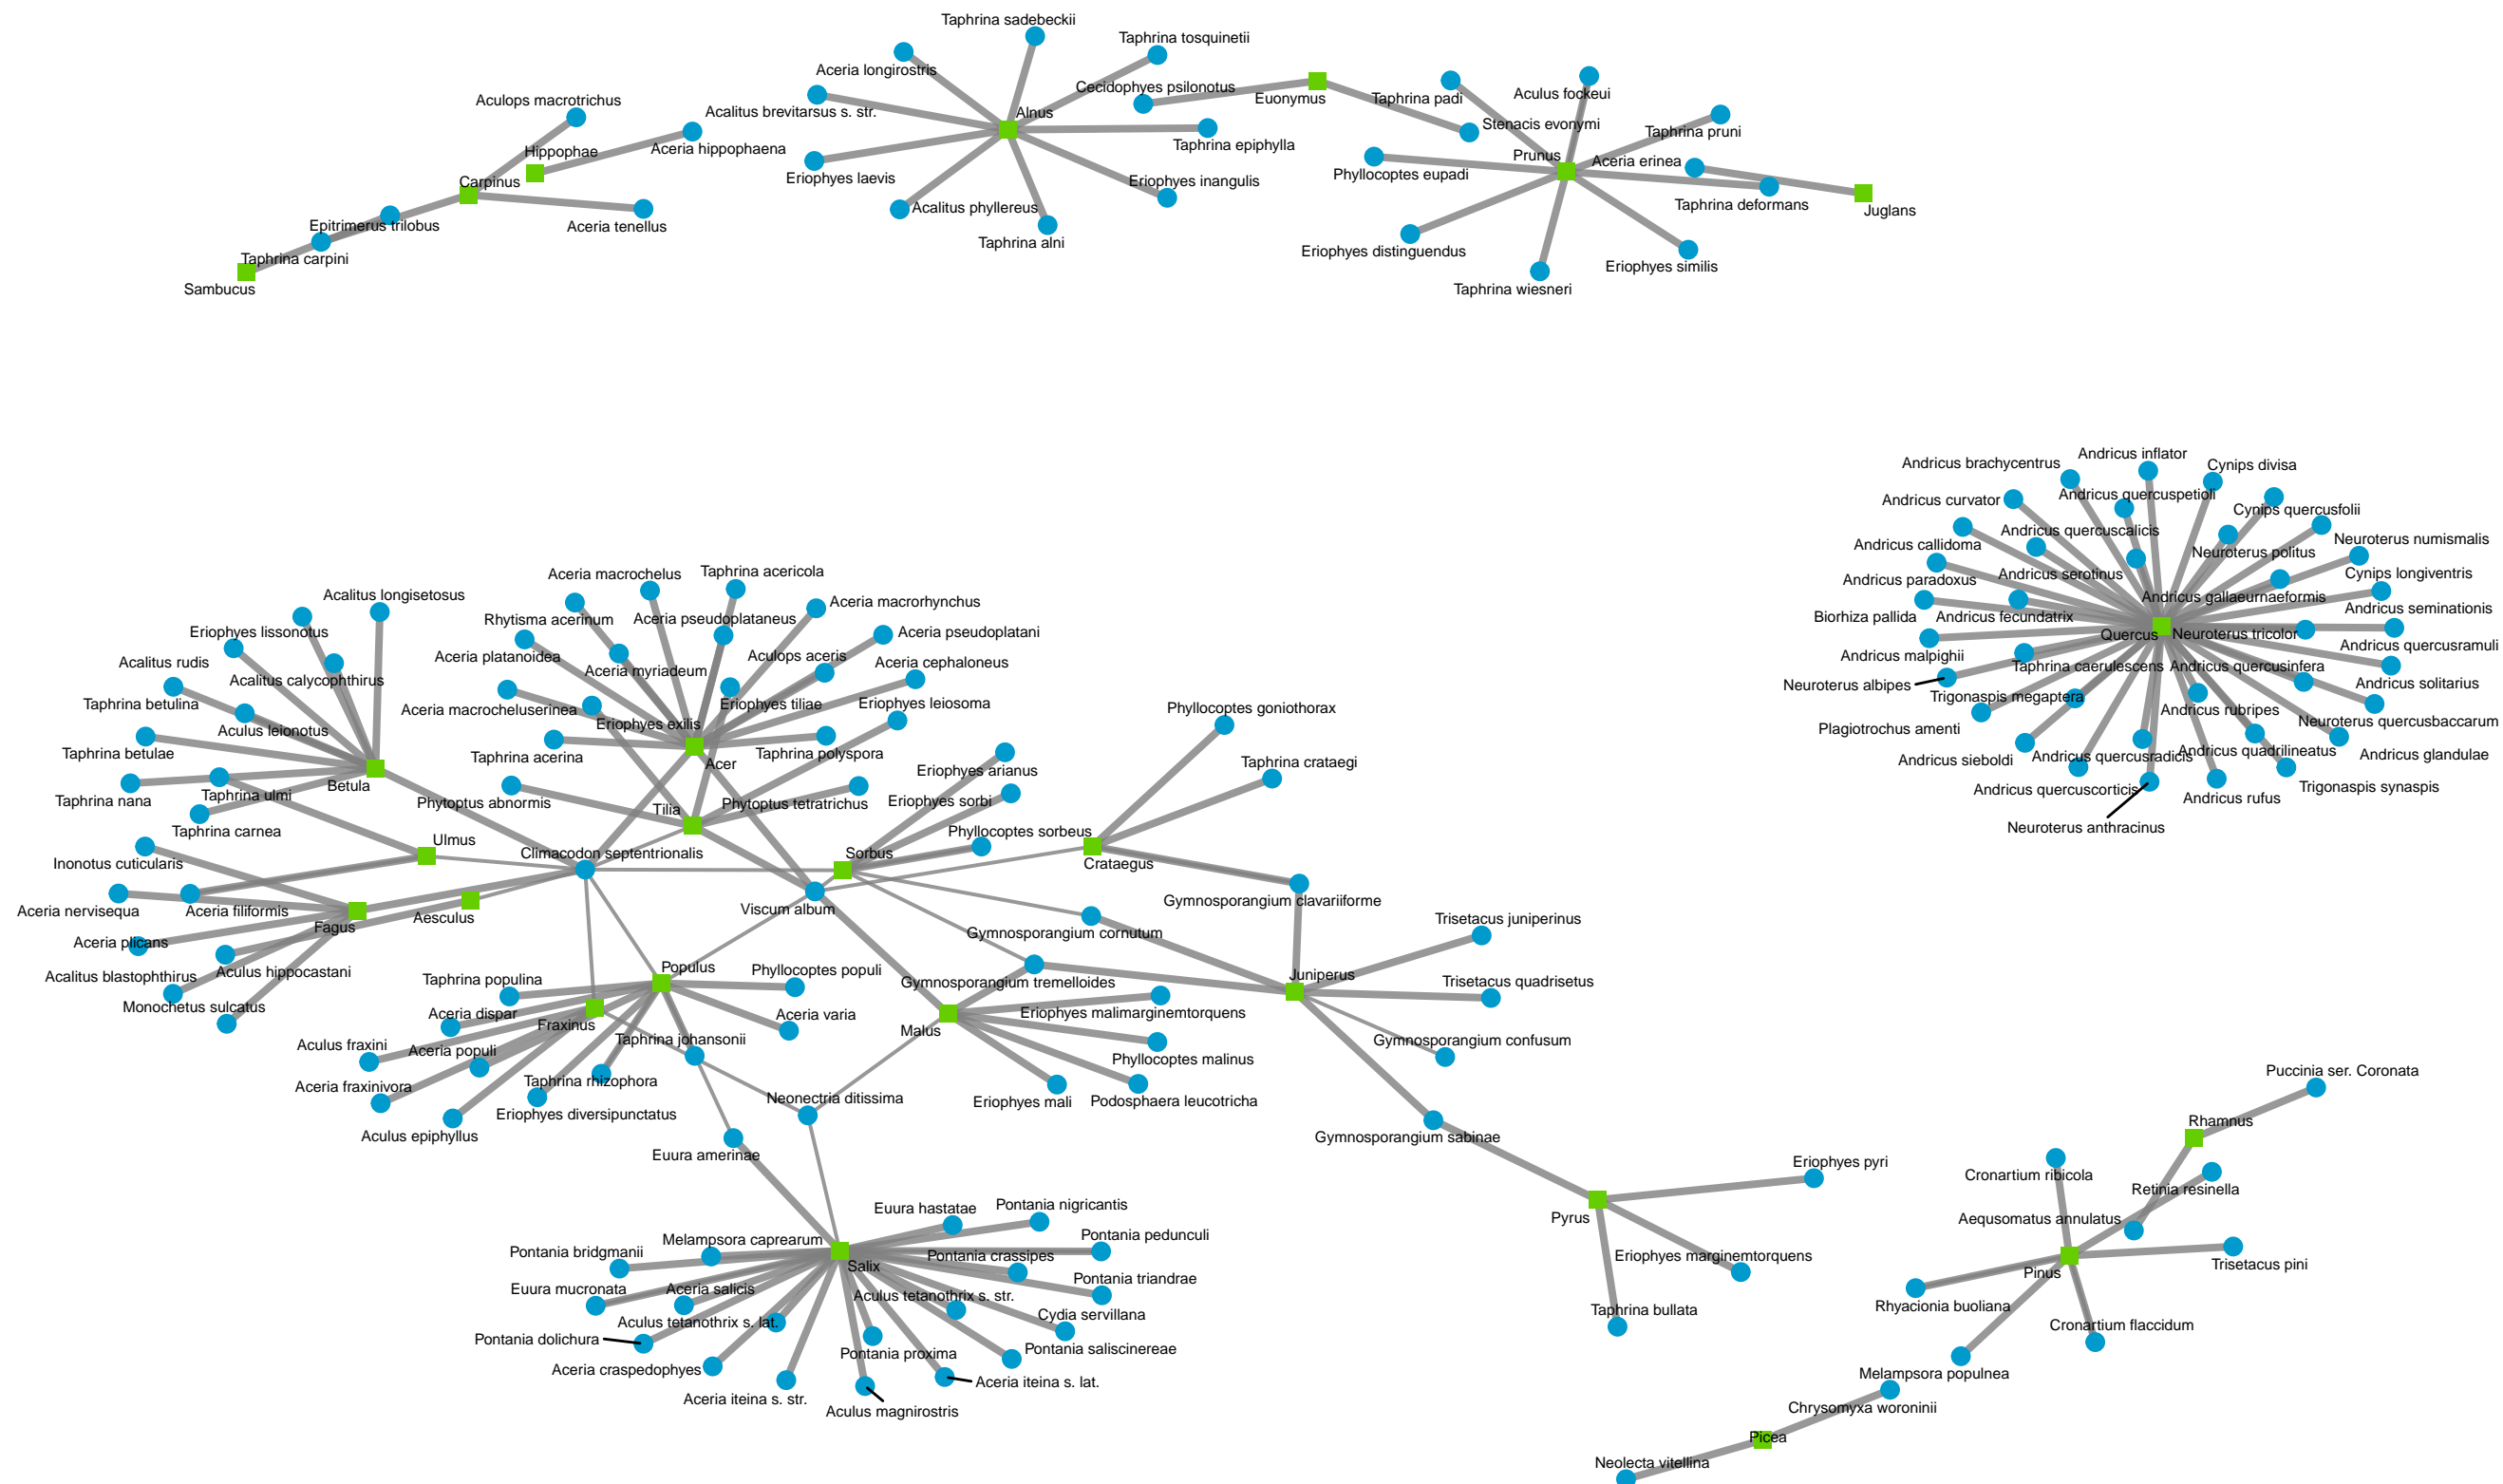 Taphrina sadebeckii
Taphrina tosquinetii
Aceria longirostris
Cecidophyes psilonotus
Euonymus
Taphrina padi
Aculus fockeui
Aculops macrotrichus
Acalitus brevitarsus s. str.
Alnus
Stenacis evonymi
Taphrina pruni
Hippophae
Aceria hippophaena
Taphrina epiphylla
Prunus
Aceria erinea
Carpinus
Eriophyes laevis
Eriophyes inangulis
Phyllocoptes eupadi
Taphrina deformans
Juglans
Epitrimerus trilobus
Aceria tenellus
Acalitus phyllereus
Taphrina alni
Eriophyes distinguendus
Eriophyes similis
Taphrina carpini
Sambucus
Taphrina wiesneri
Andricus brachycentrus
Andricus inflator
Cynips divisa
Andricus curvator
Andricus quercuspetioli
Cynips quercusfolii
Andricus callidoma
Andricus quercuscalicis
Neuroterus politus
Neuroterus numismalis
Andricus paradoxus
Andricus serotinus
Cynips longiventris
Biorhiza pallida
Andricus fecundatrix
Andricus gallaeurnaeformis
Andricus seminationis
Andricus malpighii
Quercus
Neuroterus tricolor
Andricus quercusramuli
Neuroterus albipes
Taphrina caerulescens
Andricus quercusinfera
Andricus solitarius
Trigonaspis megaptera
Andricus rubripes
Neuroterus quercusbaccarum
Plagiotrochus amenti
Andricus sieboldi
Andricus quercusradicis
Andricus quadrilineatus
Andricus glandulae
Andricus quercuscorticis
Andricus rufus
Trigonaspis synaspis
Neuroterus anthracinus
Acalitus longisetosus
Aceria macrochelus
Taphrina acericola
Eriophyes lissonotus
Rhytisma acerinum
Aceria pseudoplataneus
Aceria macrorhynchus
Acalitus rudis
Acalitus calycophthirus
Aceria platanoidea
Aceria myriadeum
Aculops aceris
Aceria pseudoplatani
Aceria cephaloneus
Taphrina betulina
Aculus leionotus
Aceria macrocheluserinea
Eriophyes exilis
Eriophyes tiliae
Eriophyes leiosoma
Phyllocoptes goniothorax
Taphrina betulae
Taphrina acerina
Acer
Taphrina polyspora
Eriophyes arianus
Taphrina crataegi
Taphrina nana
Taphrina ulmi
Betula
Phytoptus abnormis
Tilia
Phytoptus tetratrichus
Eriophyes sorbi
Taphrina carnea
Ulmus
Climacodon septentrionalis
Sorbus
Phyllocoptes sorbeus
Crataegus
Inonotus cuticularis
Aceria nervisequa
Aceria filiformis
Fagus
Aesculus
Viscum album
Gymnosporangium clavariiforme
Aceria plicans
Gymnosporangium cornutum
Trisetacus juniperinus
Acalitus blastophthirus
Aculus hippocastani
Taphrina populina
Populus
Phyllocoptes populi
Gymnosporangium tremelloides
Juniperus
Trisetacus quadrisetus
Monochetus sulcatus
Aceria dispar
Fraxinus
Aceria varia
Malus
Eriophyes malimarginemtorquens
Aculus fraxini
Aceria populi
Taphrina johansonii
Phyllocoptes malinus
Gymnosporangium confusum
Aceria fraxinivora
Taphrina rhizophora
Neonectria ditissima
Eriophyes mali
Podosphaera leucotricha
Puccinia ser. Coronata
Aculus epiphyllus
Eriophyes diversipunctatus
Gymnosporangium sabinae
Rhamnus
Euura amerinae
Eriophyes pyri
Cronartium ribicola
Retinia resinella
Euura hastatae
Pontania nigricantis
Pyrus
Aequsomatus annulatus
Pontania bridgmanii
Melampsora caprearum
Salix
Pontania crassipes
Pontania pedunculi
Eriophyes marginemtorquens
Pinus
Trisetacus pini
Euura mucronata
Aceria salicis
Aculus tetanothrix s. str.
Pontania triandrae
Taphrina bullata
Rhyacionia buoliana
Pontania dolichura
Aculus tetanothrix s. lat.
Cydia servillana
Cronartium flaccidum
Aceria craspedophyes
Pontania proxima
Pontania saliscinereae
Aceria iteina s. str.
Aceria iteina s. lat.
Melampsora populnea
Aculus magnirostris
Chrysomyxa woroninii
Picea
Neolecta vitellina